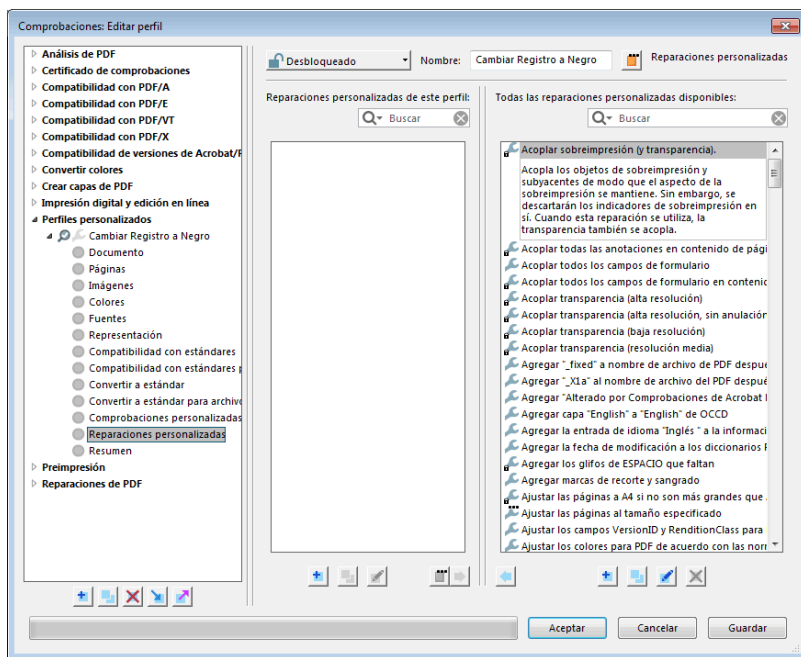 Comprobaciones: Editar perfil
Análisis de PDF
Certificado de comprobaciones
Compatibilidad con PDF/A
Compatibilidad con PDF/E
Compatibilidad con PDF/VT
Compatibilidad con PDF/X
Compatibilidad de versiones de Acrobat/
Convertir colores
Crear capas de PDF
Impresión digital y edición en línea
Perfiles personalizados
Cambiar Registro a Negro
Documento
Páginas
Imágenes
Colores
Fuentes
Representación
Compatibilidad con estándares
Compatibilidad con estándares
Convertir a estándar
Convertir a estándar para archiv
Comprobaciones personalizadas
Reparaciones personalizadas
Resumen
Preimpresión
Reparaciones de PDF
Desbloqueado
Nombre: Cambiar Registro a Negro
Reparaciones personalizadas
Reparaciones personalizadas de este perfil:
Buscar
Todas las reparaciones personalizadas disponibles:
Buscar
Acoplar sobreimpresión (y transparencia).
Acopla los objetos de sobreimpresión y
subyacentes de modo que el aspecto de la
sobreimpresión se mantiene. Sin embargo, se
descartarán los indicadores de sobreimpresión en
sí. Cuando esta reparación se utiliza, la
transparencia también se acopla.
Acoplar todas las anotaciones en contenido de pági
Acoplar todos los campos de formulario
Acoplar todos los campos de formulario en contenic
Acoplar transparencia (alta resolución)
Acoplar transparencia (alta resolución, sin anulación
Acoplar transparencia (baja resolución)
Acoplar transparencia (resolución media)
Agregar "_fixed" a nombre de archivo de PDF despué
Agregar "_X1a" al nombre de archivo del PDF despué
Agregar "Alterado por Comprobaciones de Acrobat
Agregar capa "English" a "English" de OCCD
Agregar la entrada de idioma "Inglés " a la informaci
Agregar la fecha de modificación a los diccionarios
Agregar los glifos de ESPACIO que faltan
Agregar marcas de recorte y sangrado
Ajustar las páginas a A4 si no son más grandes que
Ajustar las páginas al tamaño especificado
Ajustar los campos VersionID y RenditionClass para
Ajustar los colores para PDF de acuerdo con las norr
Aceptar
Cancelar
Guardar